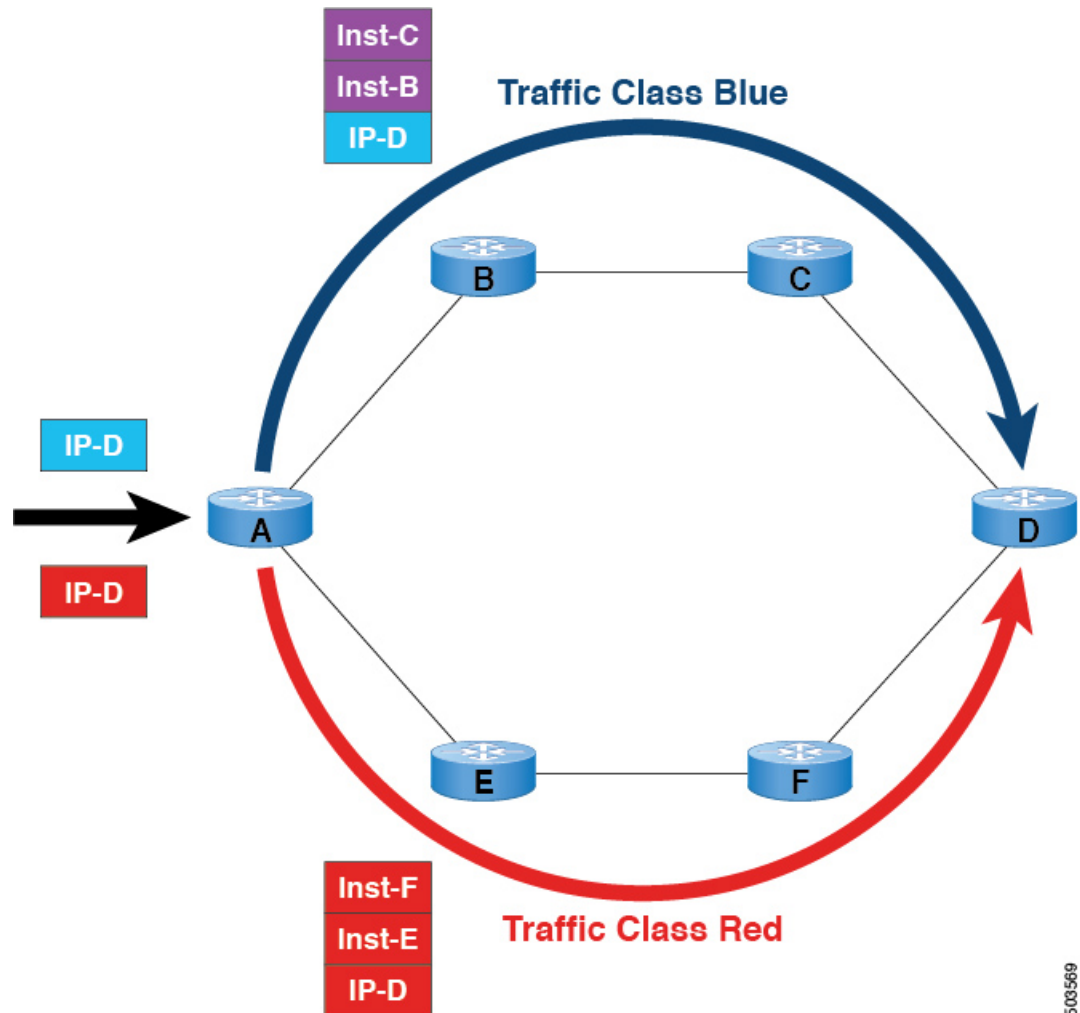 Inst-C
Inst-B
IP-D
Traffic Class Blue
B
C
IP-D
A
D
IP-D
E
F
Inst-F
Inst-E
IP-D
Traffic Class Red
503569